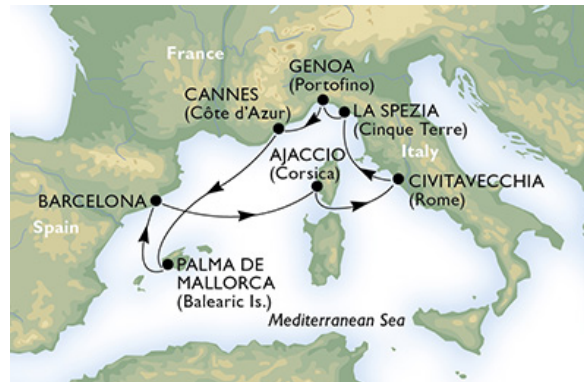 France
GENOA
(Portofino)
CANNES
(Côte d'Azur)
LA SPEZIA
(Cinque Terre)
AJACCIO
(Corsica)
Italy
CIVITAVECCHIA
(Rome)
BARCELONA
Spain
PALMA DE
MALLORCA
(Balearic Is.)
Mediterranean Sea